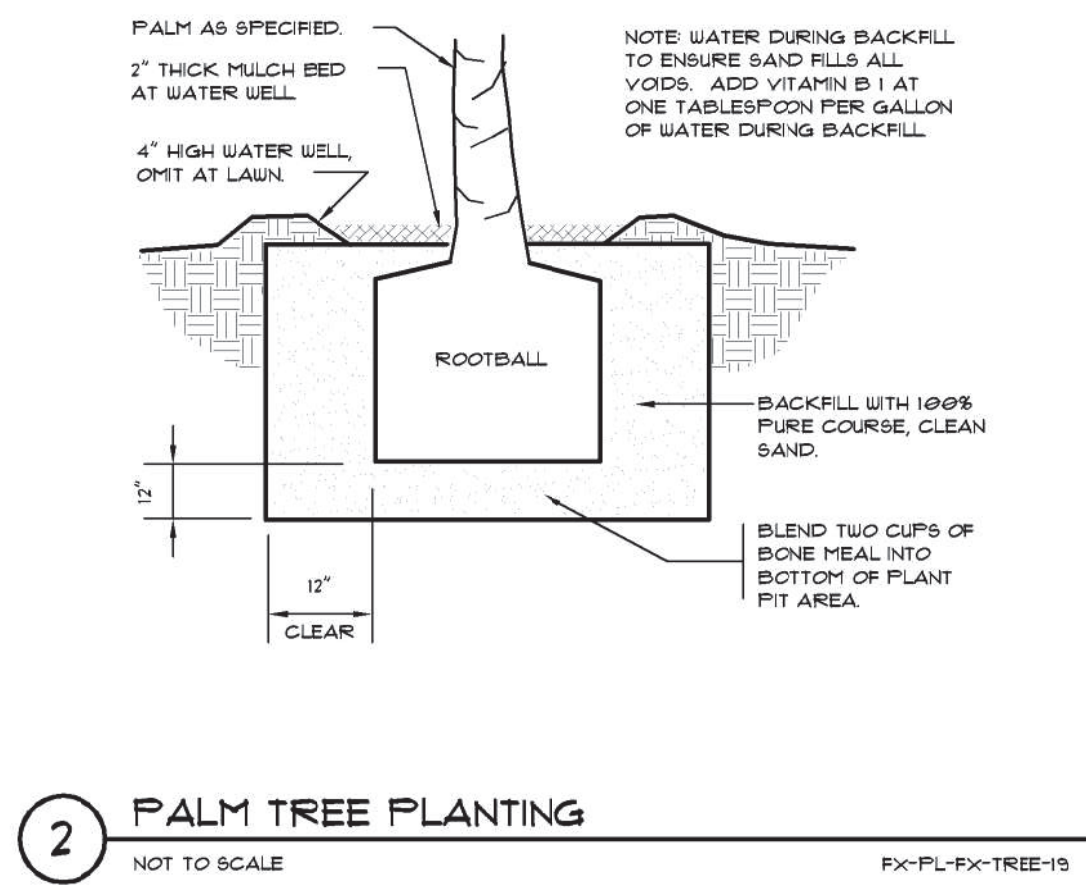 PALM AS SPECIFIED.
2" THICK MULCH BED
AT WATER WELL
4" HIGH WATER WELL,
OMIT AT LAWN.
NOTE: WATER DURING BACKFILL
TO ENSURE SAND FILLS ALL
VOIDS. ADD VITAMIN B 1 AT
ONE TABLESPOON PER GALLON
OF WATER DURING BACKFILL
ROOTBALL
BACKFILL WITH 100%
PURE COURSE, CLEAN
SAND.
12"
BLEND TWO CUPS OF
BONE MEAL INTO
BOTTOM OF PLANT
PIT AREA.
12"
CLEAR
2
PALM TREE PLANTING
NOT TO SCALE
FX-PL-FX-TREE-19